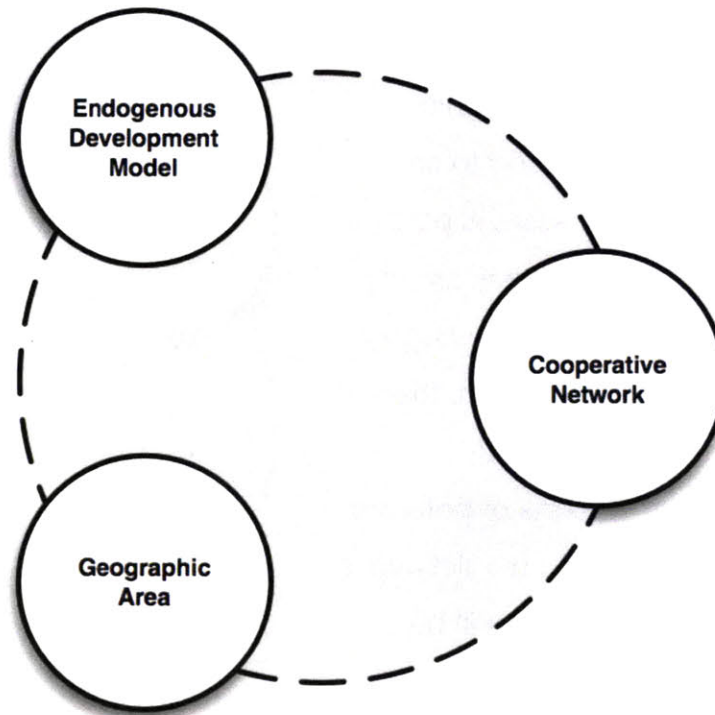 Endogenous
Development
Model
Cooperative
Network
Geographic
Area